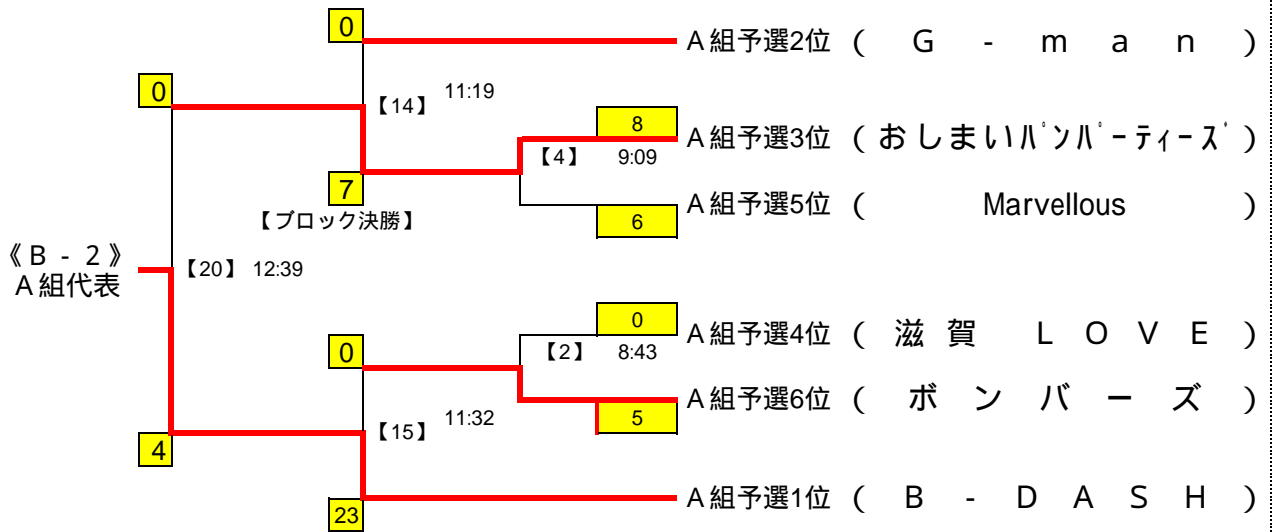 0
A組予選2位 ( G - m a n )
【14】 11:19
0
8
A組予選3位 (おしまいパンパーティーズ)
【4】 9:09
7
【ブロック決勝】
6
A組予選5位 ( Marvellous )
《B - 2》
A組代表
【20】 12:39
0
A組予選4位 ( 滋賀 L O V E )
0
【2】 8:43
A組予選6位 ( ボ ン バ ー ズ )
5
【15】 11:32
4
A組予選1位 ( B - D A S H )
23